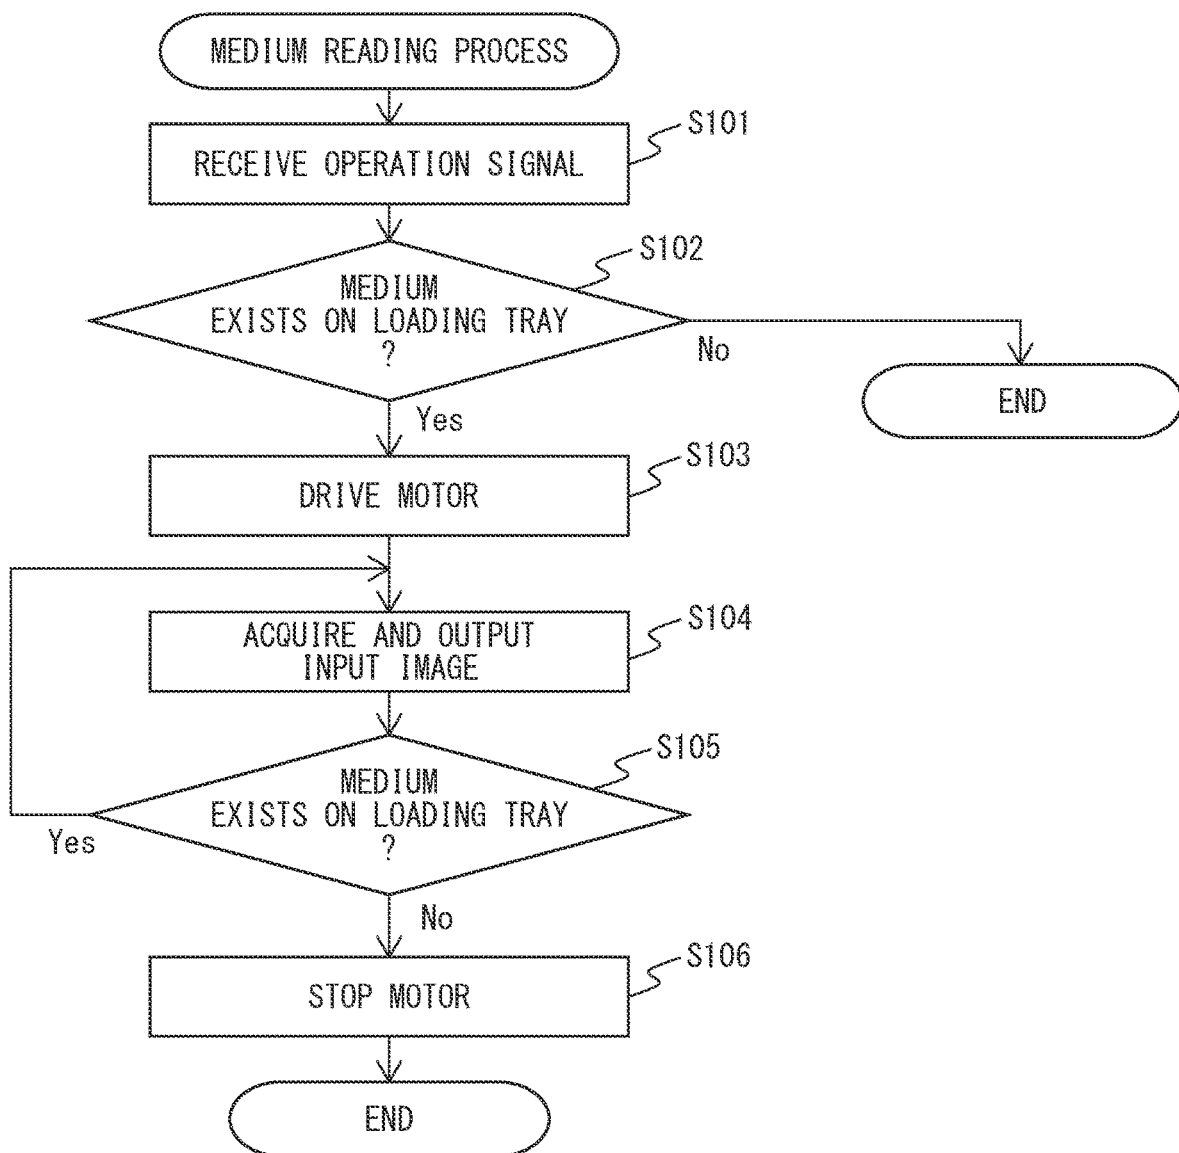 MEDIUM READING PROCESS
S101
RECEIVE OPERATION SIGNAL
S102
MEDIUM
EXISTS ON LOADING TRAY
?
No
END
Yes
S103
DRIVE MOTOR
S104
ACQUIRE AND OUTPUT
INPUT IMAGE
S105
MEDIUM
EXISTS ON LOADING TRAY
?
Yes
No
S106
STOP MOTOR
END